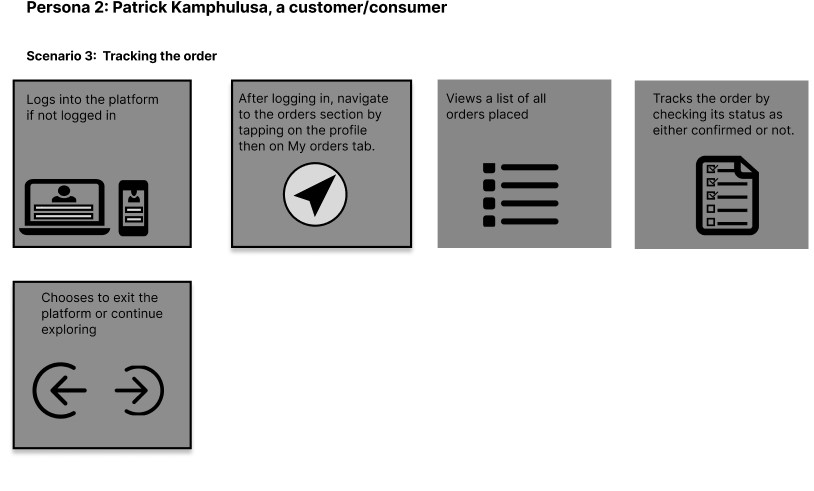 Persona 2: Patrick Kamphulusa, a customer/consumer
Scenario 3:  Tracking the order
Logs into the platform
if not logged in
After logging in, navigate
to the orders section by
tapping on the profile
then on My orders tab.
Views a list of all
orders placed
Tracks the order by
checking its status as
either confirmed or not.
Chooses to exit the
platform or continue
exploring